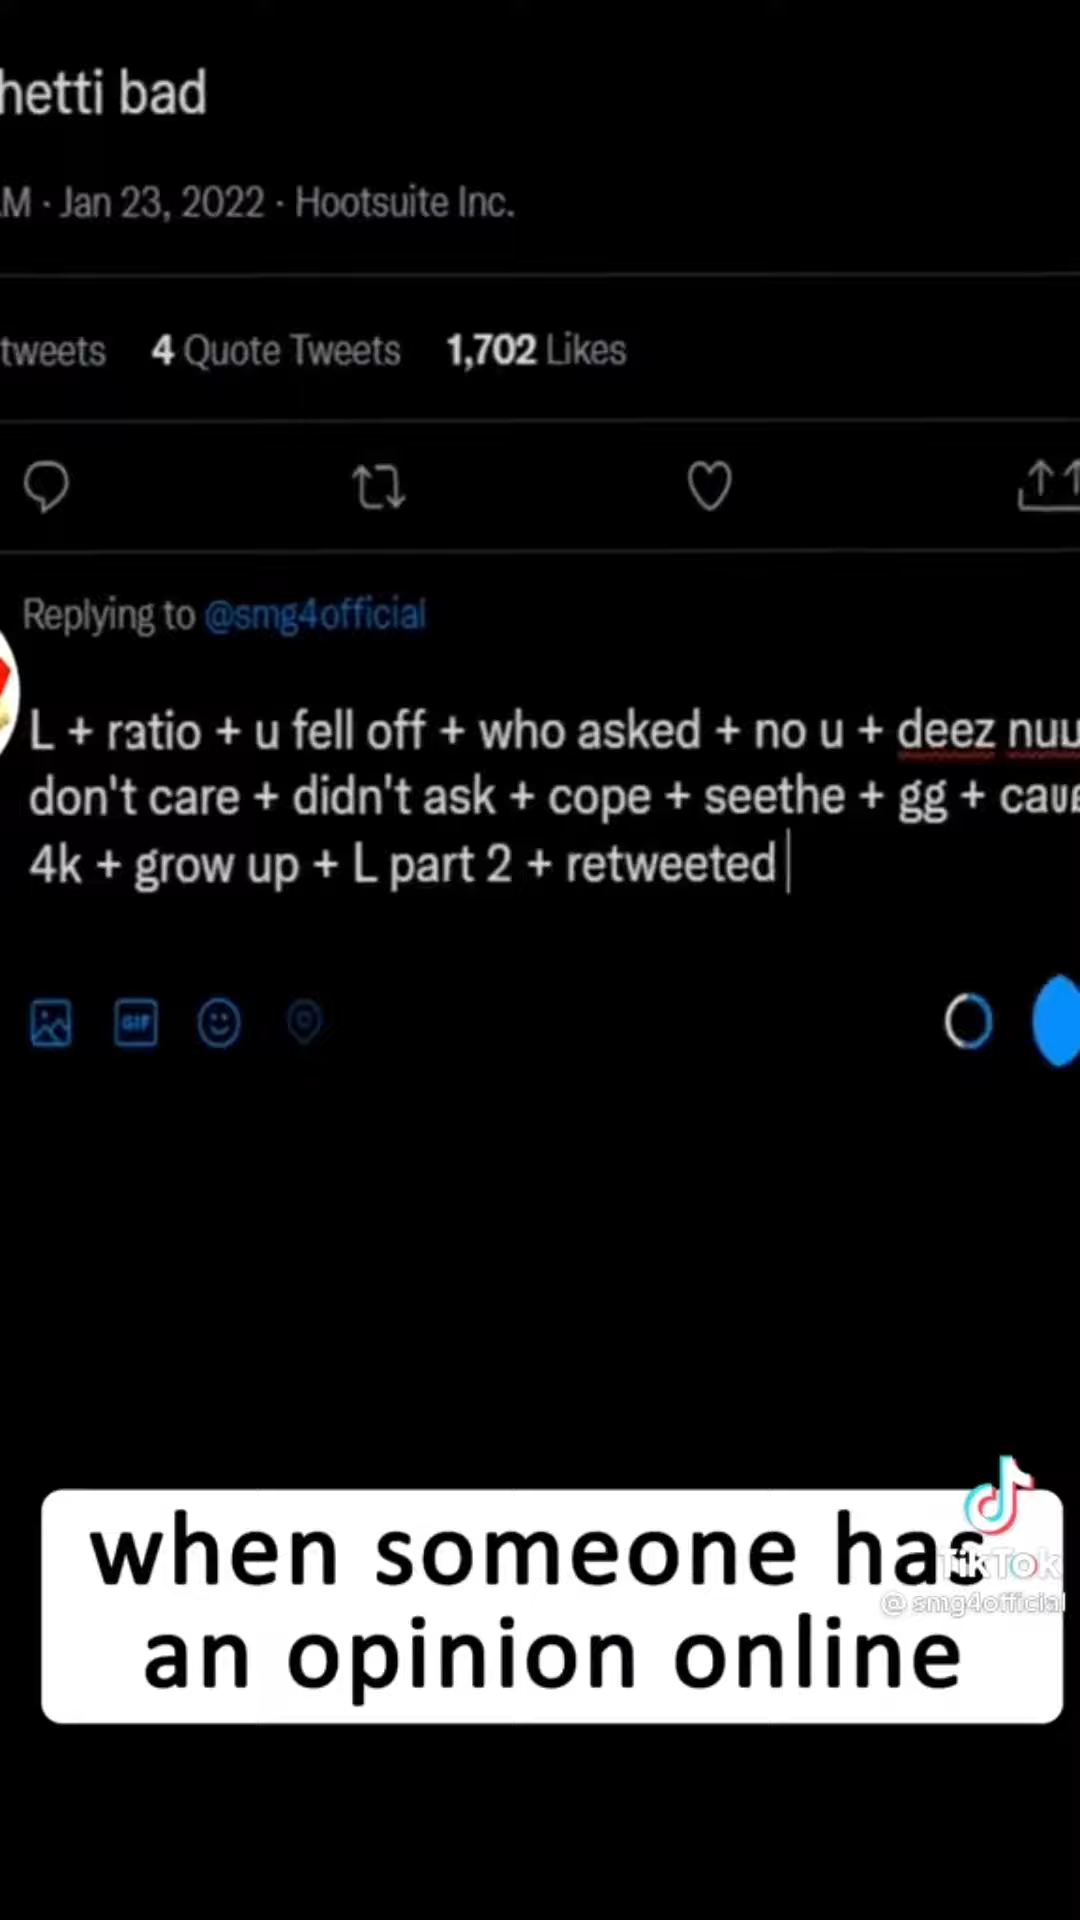 hetti bad
M · Jan 23, 2022 · Hootsuite Inc.
tweets 4 Quote Tweets 1,702 Likes
Replying to @smg4official
L + ratio + u fell off + who asked + no u + deez nuu
don't care + didn't ask + cope + seethe + gg + cau
4k + grow up + L part 2 + retweeted
GIF
when someone has
an opinion online
TikTok
@smg4official